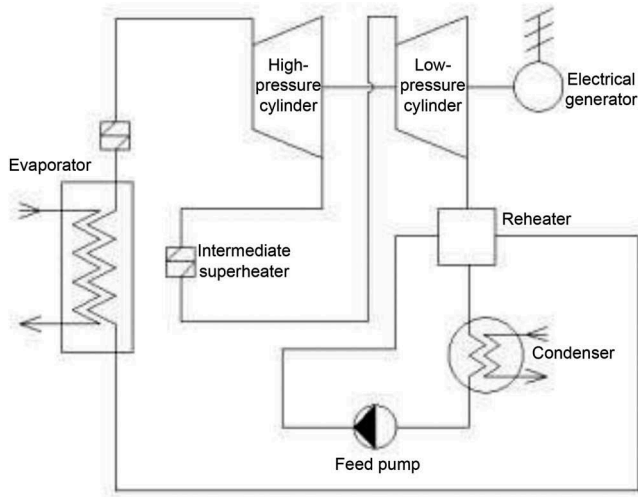 High-
pressure
cylinder
Low-
pressure
cylinder
Electrical
generator
Evaporator
Intermediate
superheater
Reheater
Condenser
Feed pump